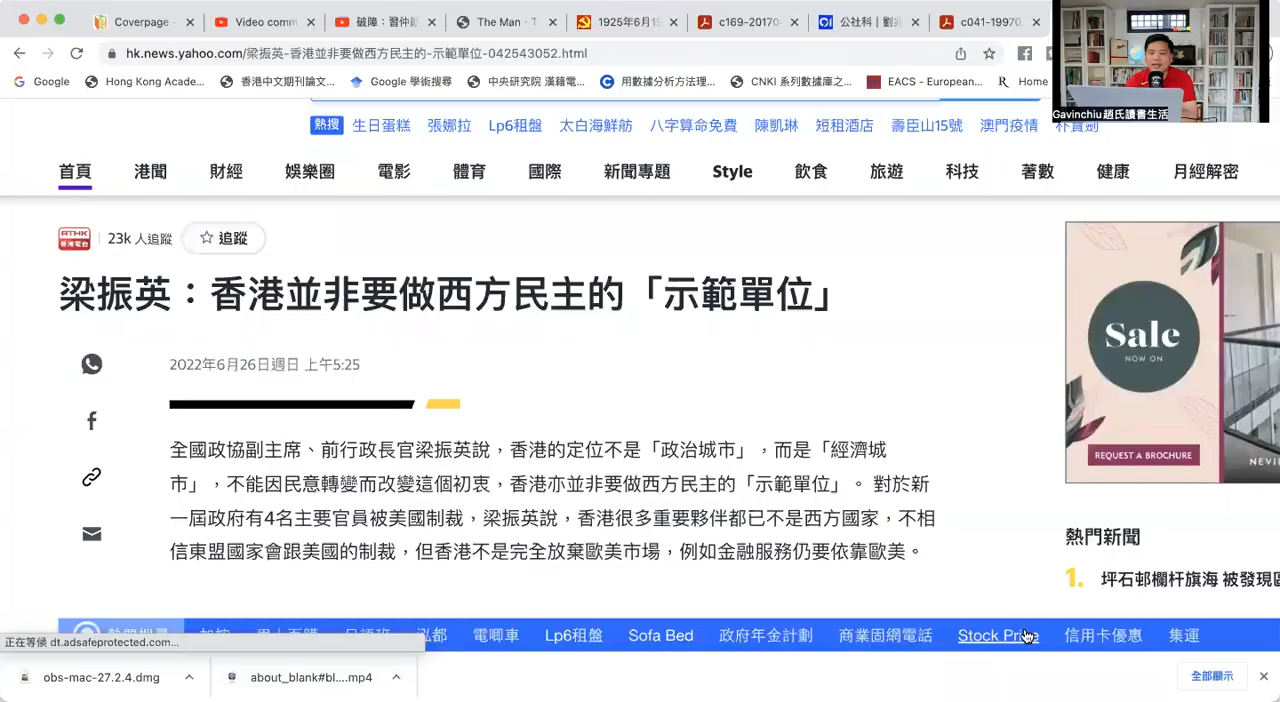 Coverpage -
Video comm
破陣：習仲勛
The Man - T
1925年6月19
c169-20170-
公社科 | 劉兆
c041-19970.
hk.news.yahoo.com/梁振英-香港並非要做西方民主的-示範單位-042543052.html
Google
Hong Kong Acade...
香港中文期刊論文...
Google 學術搜尋
中央研究院 漢籍電...
用數據分析方法理...
CNKI 系列數據庫之...
EACS - European...
Home
Gavinchiu趙氏讀書生活
熱搜 生日蛋糕 張娜拉 Lp6租盤 太白海鮮舫 八字算命免費 陳凱琳 短租酒店 壽臣山15號 澳門疫情 朴寶劍
首頁 港聞 財經 娛樂圈 電影 體育 國際 新聞專題 Style 飲食 旅遊 科技 著數 健康 月經解密
RTHK
香港電台
23k 人追蹤
追蹤
梁振英：香港並非要做西方民主的「示範單位」
2022年6月26日週日 上午5:25
全國政協副主席、前行政長官梁振英說，香港的定位不是「政治城市」，而是「經濟城
市」，不能因民意轉變而改變這個初衷，香港亦並非要做西方民主的「示範單位」。 對於新
一屆政府有4名主要官員被美國制裁，梁振英說，香港很多重要夥伴都已不是西方國家，不相
信東盟國家會跟美國的制裁，但香港不是完全放棄歐美市場，例如金融服務仍要依靠歐美。
Sale
NOW ON
REQUEST A BROCHURE
NEVI
熱門新聞
1. 坪石邨欄杆旗海 被發現
泓都 電唧車 Lp6租盤 Sofa Bed 政府年金計劃 商業固網電話 Stock Price 信用卡優惠 集運
正在等候 dt.adsafeprotected.com...
obs-mac-27.2.4.dmg
about_blank#bl....mp4
全部顯示